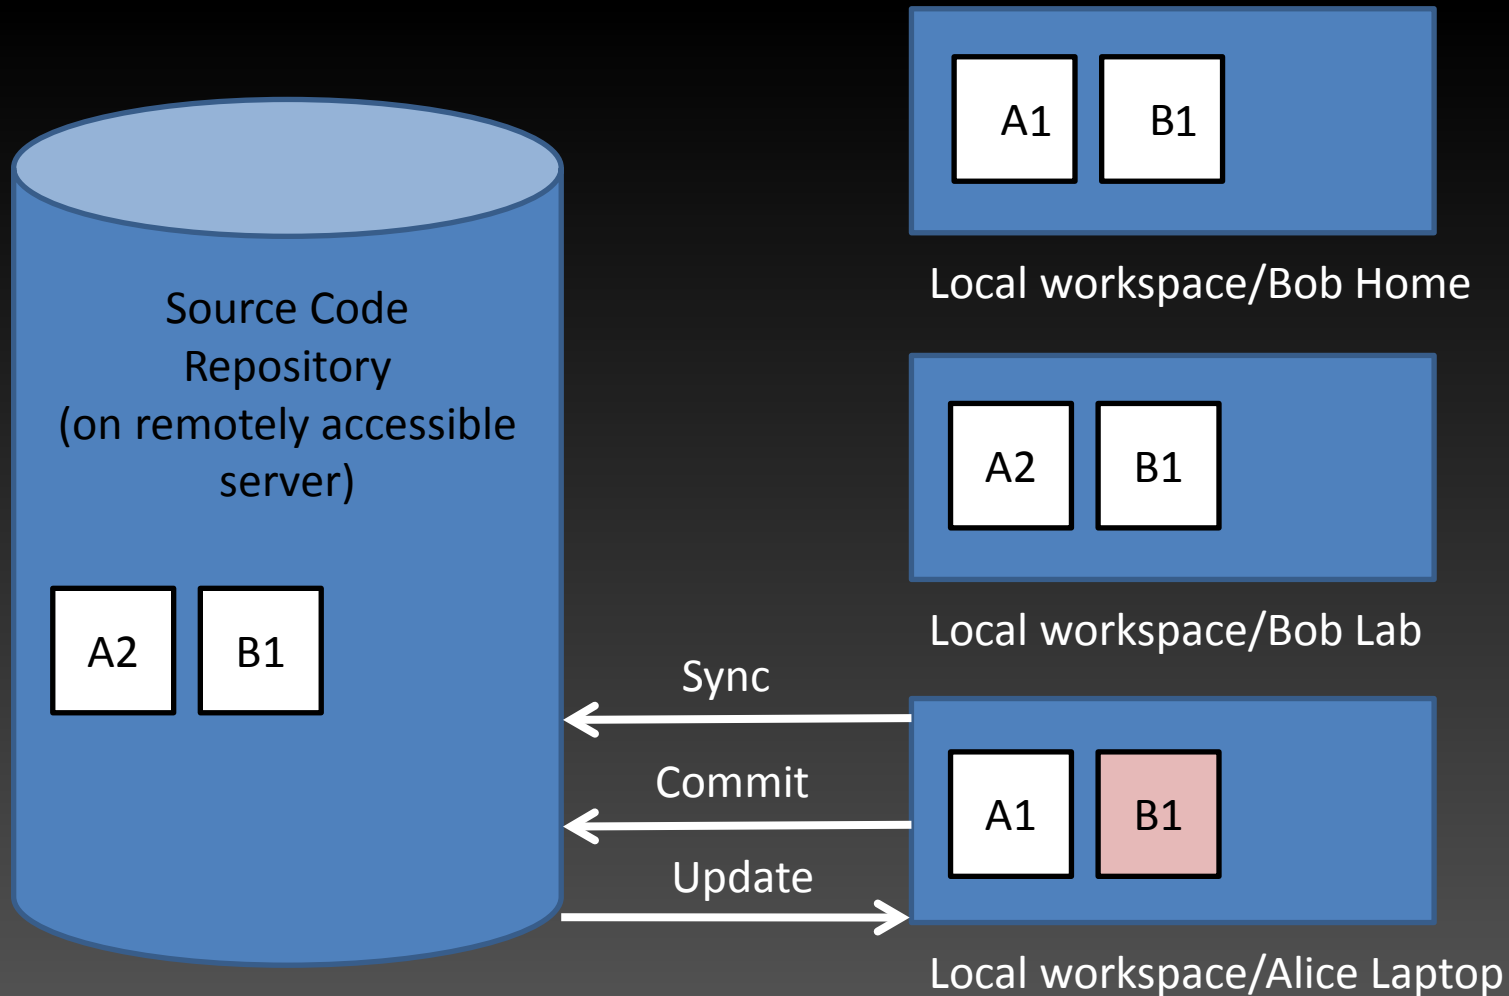 Source Code
Repository
(on remotely accessible
server)
A2 B1
Sync
Commit
Update
A1 B1
Local workspace/Bob Home
A2 B1
Local workspace/Bob Lab
A1 B1
Local workspace/Alice Laptop